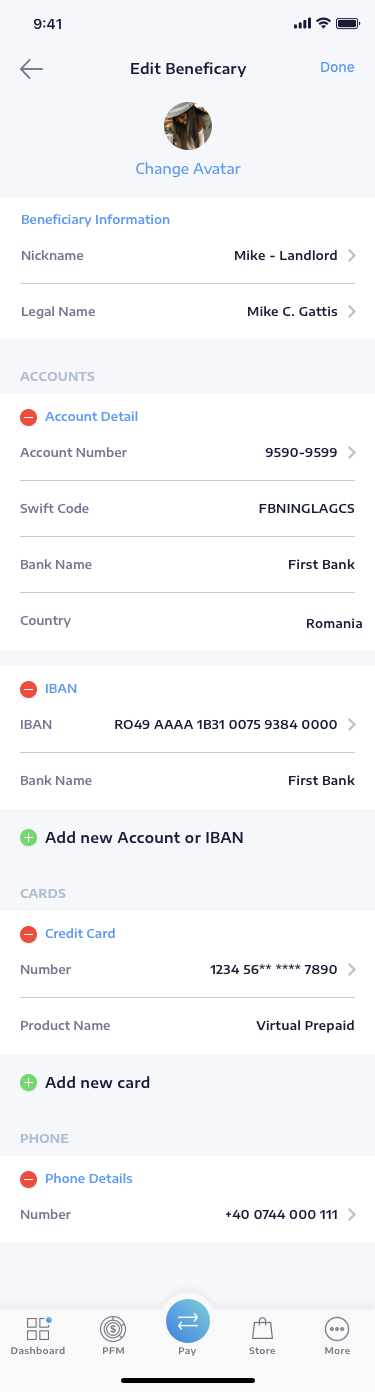 9:41
Edit Beneficary
Done
Change Avatar
Beneficiary Information
Nickname Mike - Landlord
Legal Name Mike C. Gattis
ACCOUNTS
Account Detail
Account Number 9590-9599
Swift Code FBNINGLAGCS
Bank Name First Bank
Country Romania
IBAN
IBAN RO49 AAAA 1B31 0075 9384 0000
Bank Name First Bank
Add new Account or IBAN
CARDS
Credit Card
Number 1234 56** **** 7890
Product Name Virtual Prepaid
Add new card
PHONE
Phone Details
Number +40 0744 000 111
Dashboard PFM Pay Store More